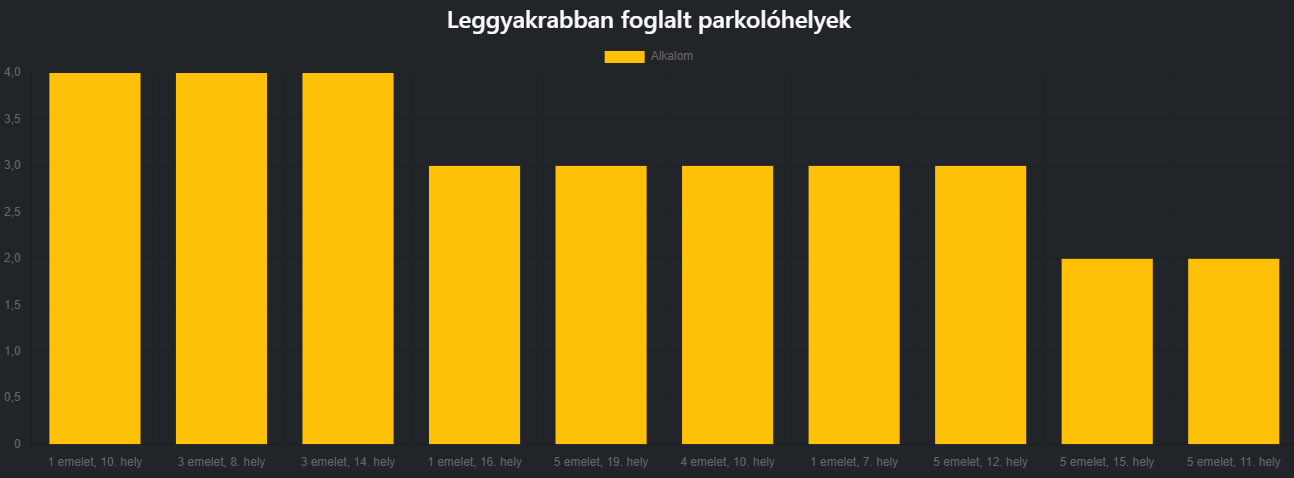 Leggyakrabban foglalt parkolóhelyek
Alkalom
4,0
3,5
3,0
2,5
2,0
1,5
1,0
0,5
0
1 emelet, 10. hely
3 emelet, 8. hely
3 emelet, 14. hely
1 emelet, 16. hely
5 emelet, 19. hely
4 emelet, 10. hely
1 emelet, 7. hely
5 emelet, 12. hely
5 emelet, 15. hely
5 emelet, 11. hely